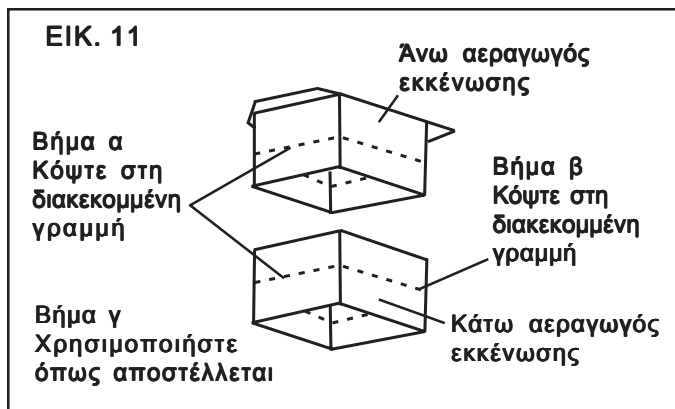 ΕΙΚ. 11
Άνω αεραγωγός
εκκένωσης
Βήμα α
Κόψτε στη
διακεκομμένη
γραμμή
Βήμα β
Κόψτε στη
διακεκομμένη
γραμμή
Βήμα γ
Χρησιμοποιήστε
όπως αποστέλλεται
Κάτω αεραγωγός
εκκένωσης